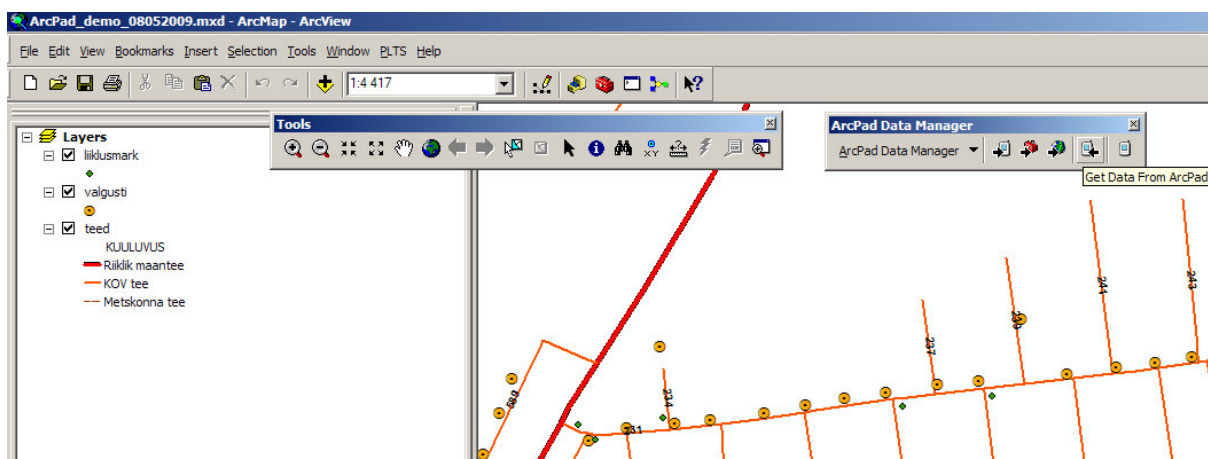 ArcPad_demo_08052009.mxd - ArcMap - ArcView
File Edit View Bookmarks Insert Selection Tools Window PLTS Help
1:4 417
Layers
liiklusmark
valgusti
teed
KUULUVUS
Riiklik maantee
KOV tee
Metskonna tee
Tools
XY
ArcPad Data Manager
ArcPad Data Manager
Get Data From ArcPad
241
243
237
234
231